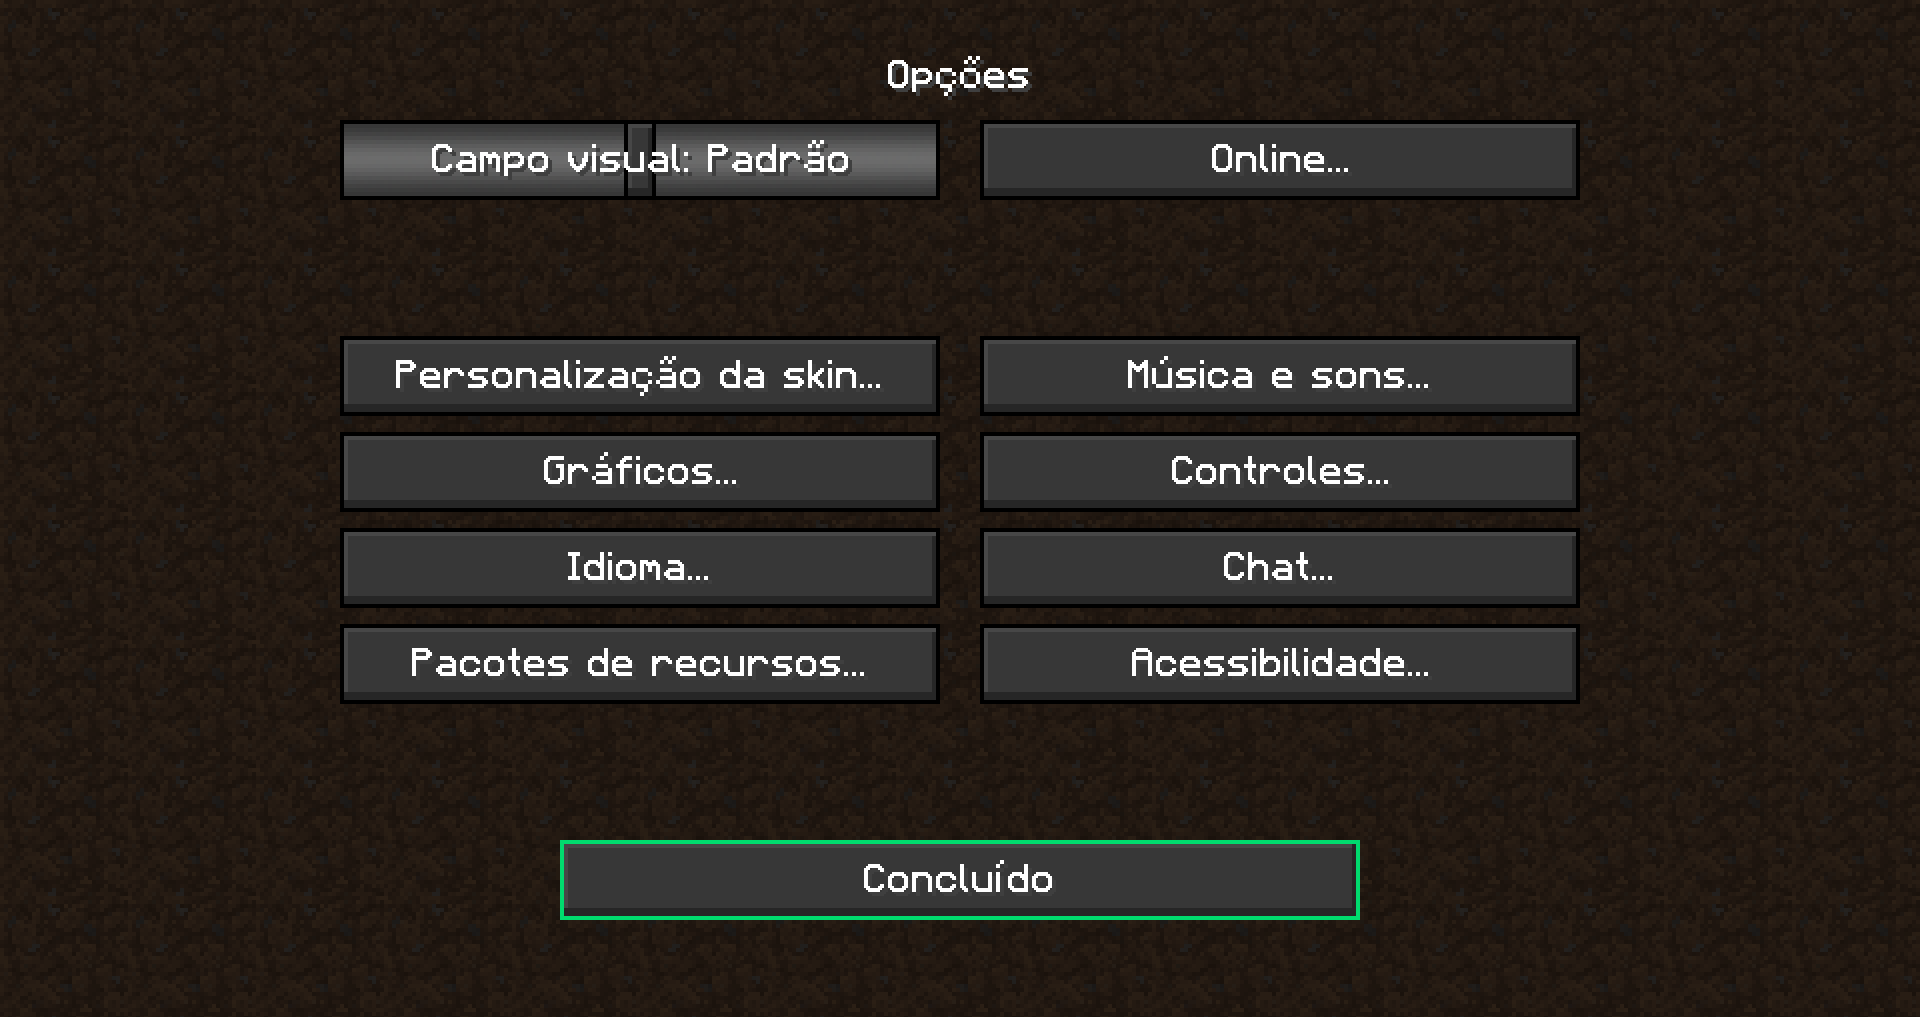 Opções
Campo visual: Padrão
Online...
Personalização da skin...
Música e sons...
Gráficos...
Controles...
Idioma...
Chat...
Pacotes de recursos...
Acessibilidade...
Concluído